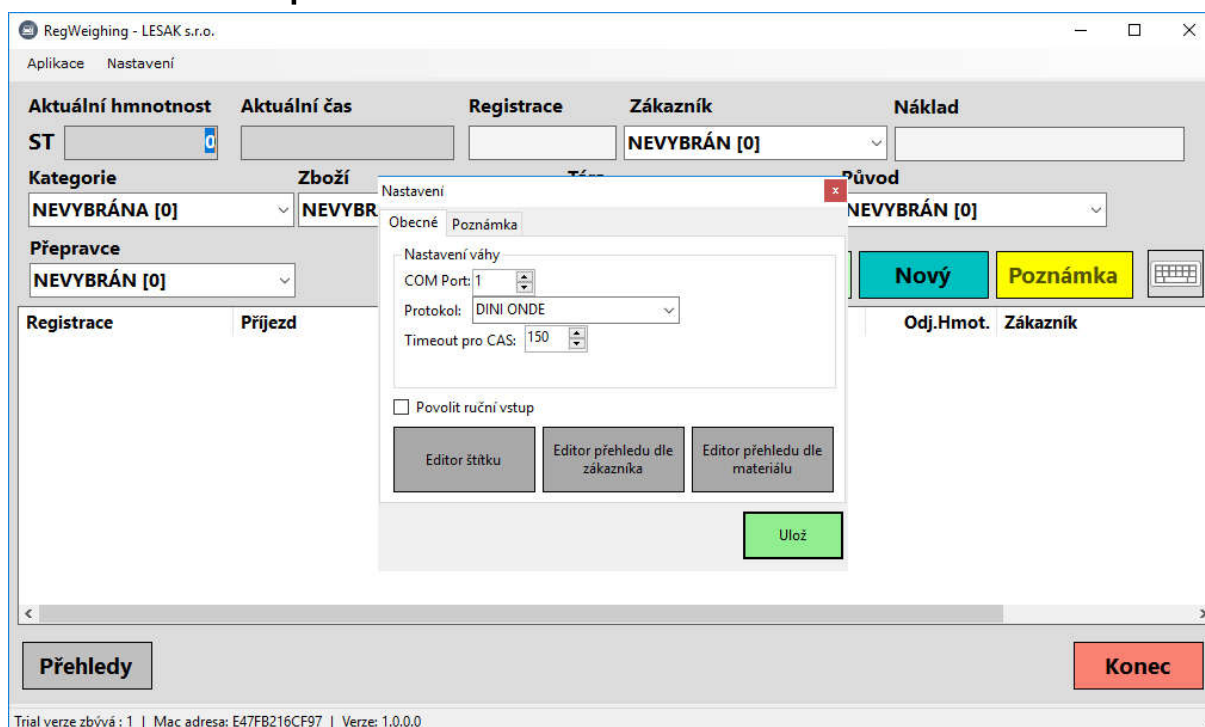 RegWeighing - LESAK s.r.o.
Aplikace Nastavení
Aktuální hmnotnost Aktuální čas Registrace Zákazník Náklad
ST 0 NEVYBRÁN [0]
Kategorie Zboží Původ
NEVYBRÁNA [0] NEVYBR NEVYBRÁN [0]
Přepravce
NEVYBRÁN [0] Nový Poznámka
Registrace Příjezd Odj.Hmot. Zákazník
Nastavení
Obecné Poznámka
Nastavení váhy
COM Port: 1
Protokol: DINI ONDE
Timeout pro CAS: 150
Povolit ruční vstup
Editor štítku Editor přehledu dle zákazníka Editor přehledu dle materiálu
Ulož
Přehledy Konec
Trial verze zbývá : 1 | Mac adresa: E47FB216CF97 | Verze: 1.0.0.0